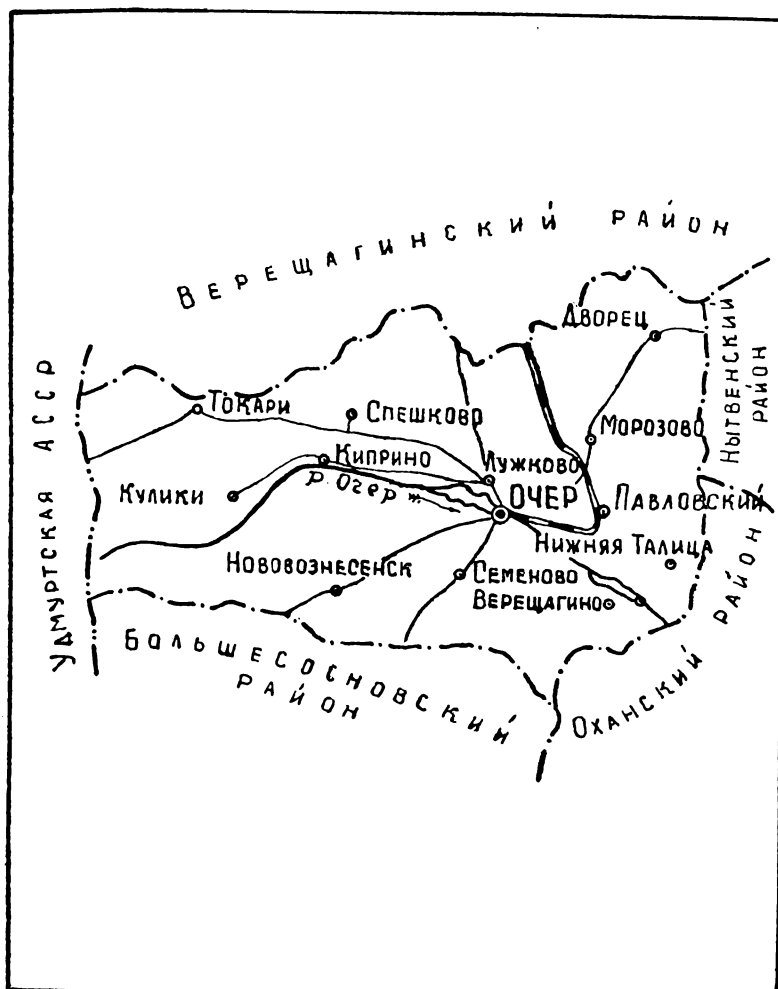 Верещагинский район
Дворец
Нытвенский
район
Удмуртская АССР
Токари
Спешково
Морозово
Киприно
Лужково
Кулики
р. Очер
Очер
Павловский
Нижняя Талица
Нововознесенск
Семеново
Верещагино
Большесосновский
район
Оханский район